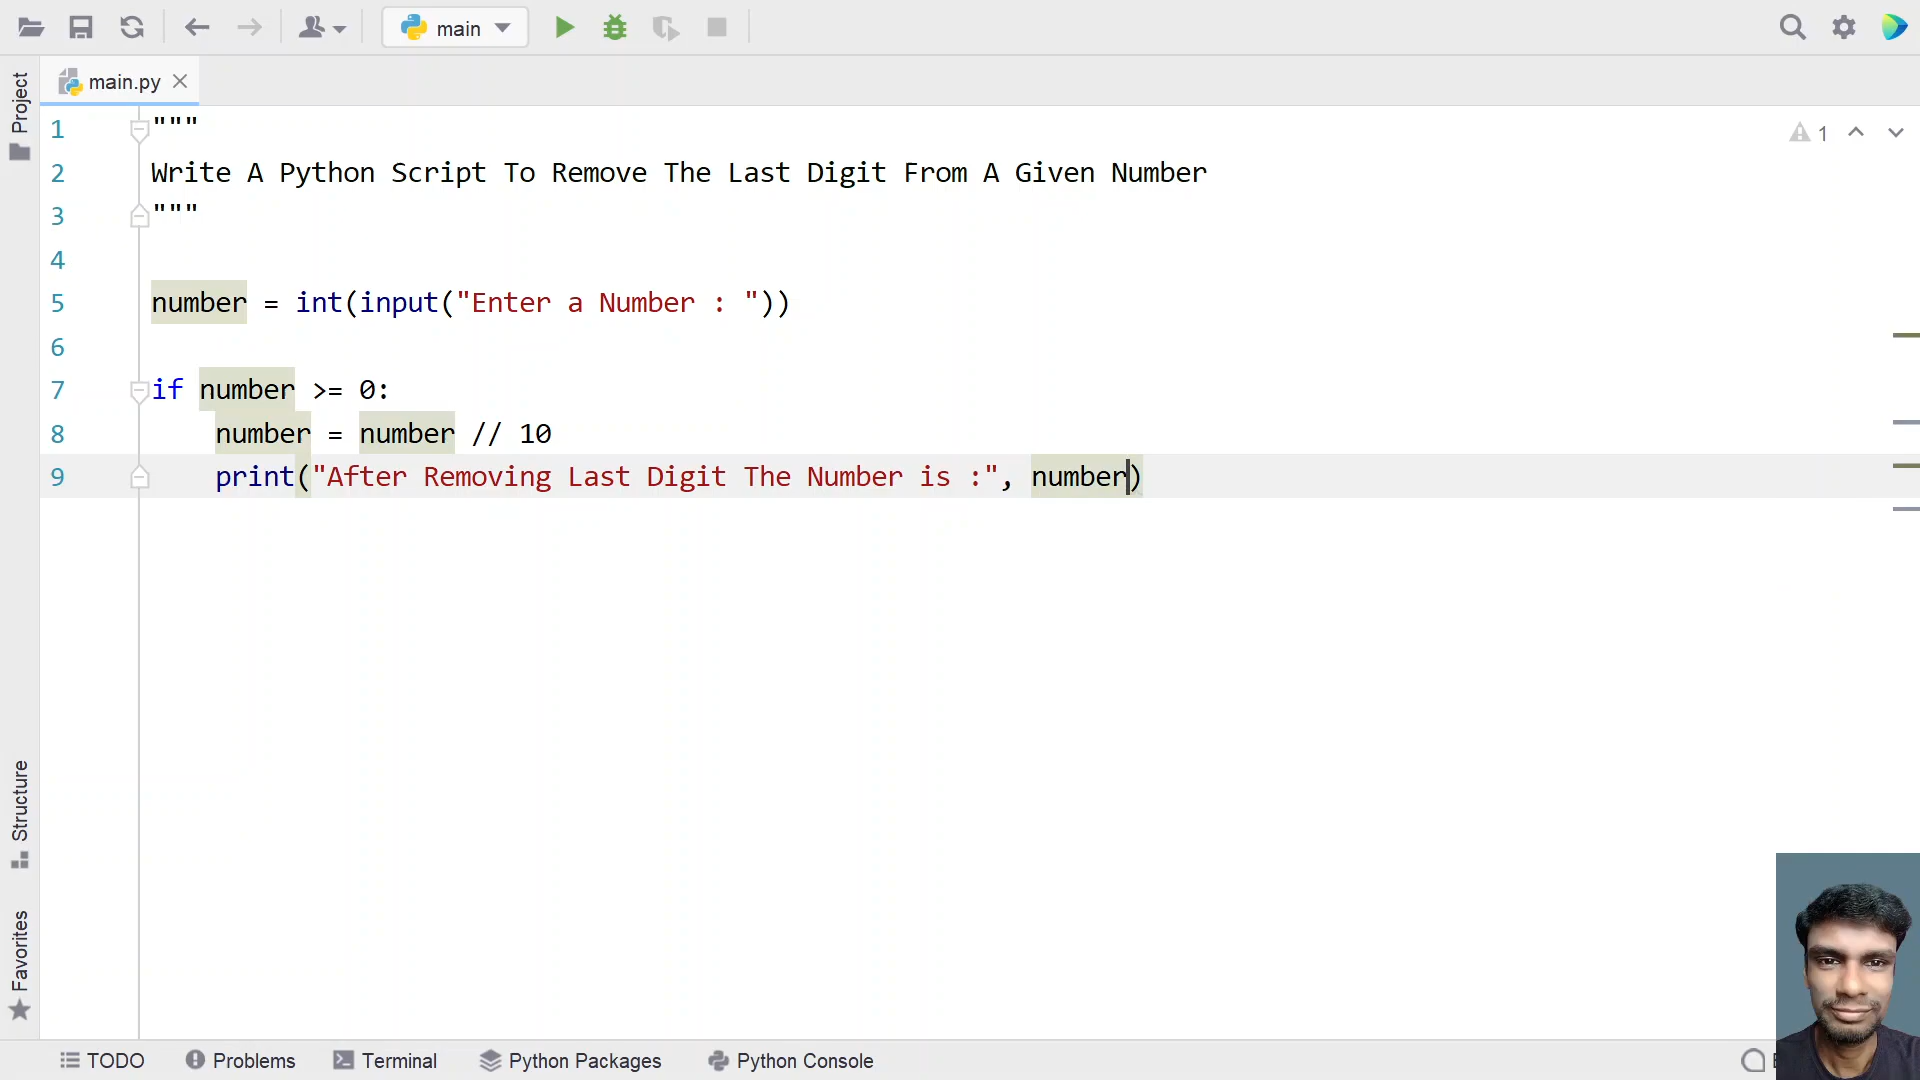 main
main.py
1
Project
1 """
2 Write A Python Script To Remove The Last Digit From A Given Number
3 """
4
5 number = int(input("Enter a Number : "))
6
7 if number >= 0:
8 number = number // 10
9 print("After Removing Last Digit The Number is :", number)
Structure
Favorites
TODO Problems Terminal Python Packages Python Console